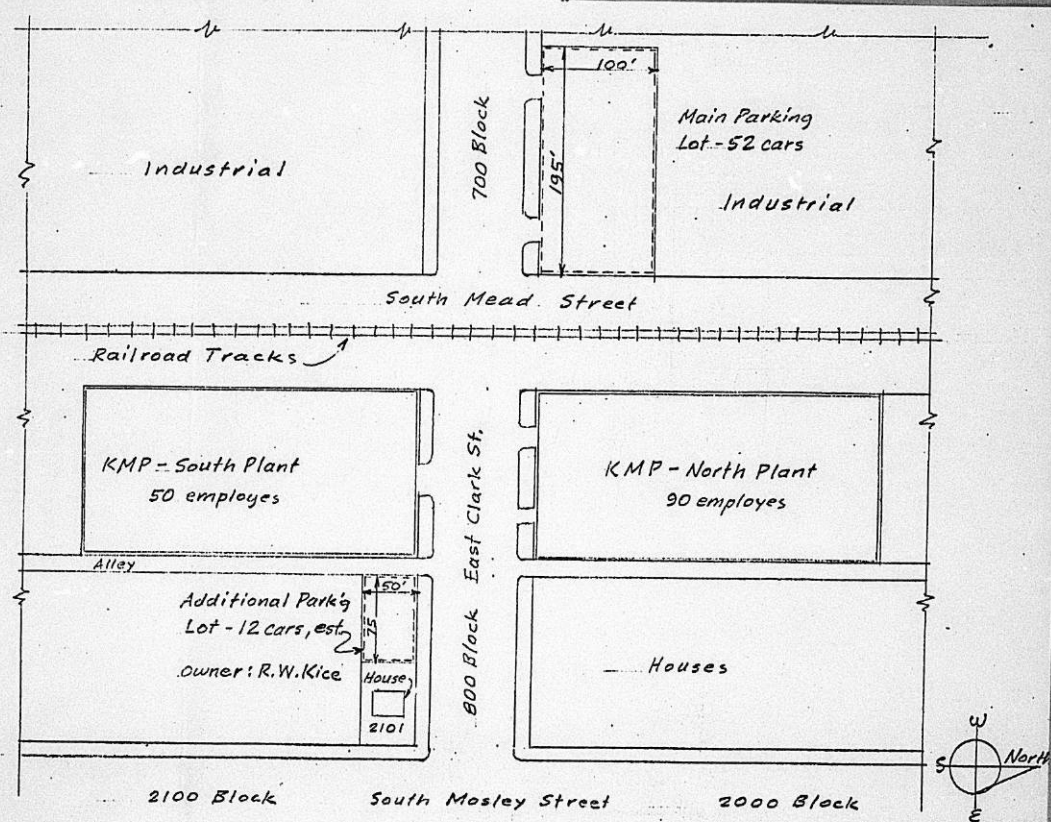 100'
700 Block
195'
Main Parking
Lot - 52 cars
Industrial
Industrial
South Mead Street
Railroad Tracks
KMP - South Plant
50 employes
KMP - North Plant
90 employes
800 Block East Clark St.
Alley
50'
75
Additional Park'g
Lot - 12 cars, est.
owner: R.W. Kice
House
2101
Houses
W
S
North
E
2100 Block
South Mosley Street
2000 Block